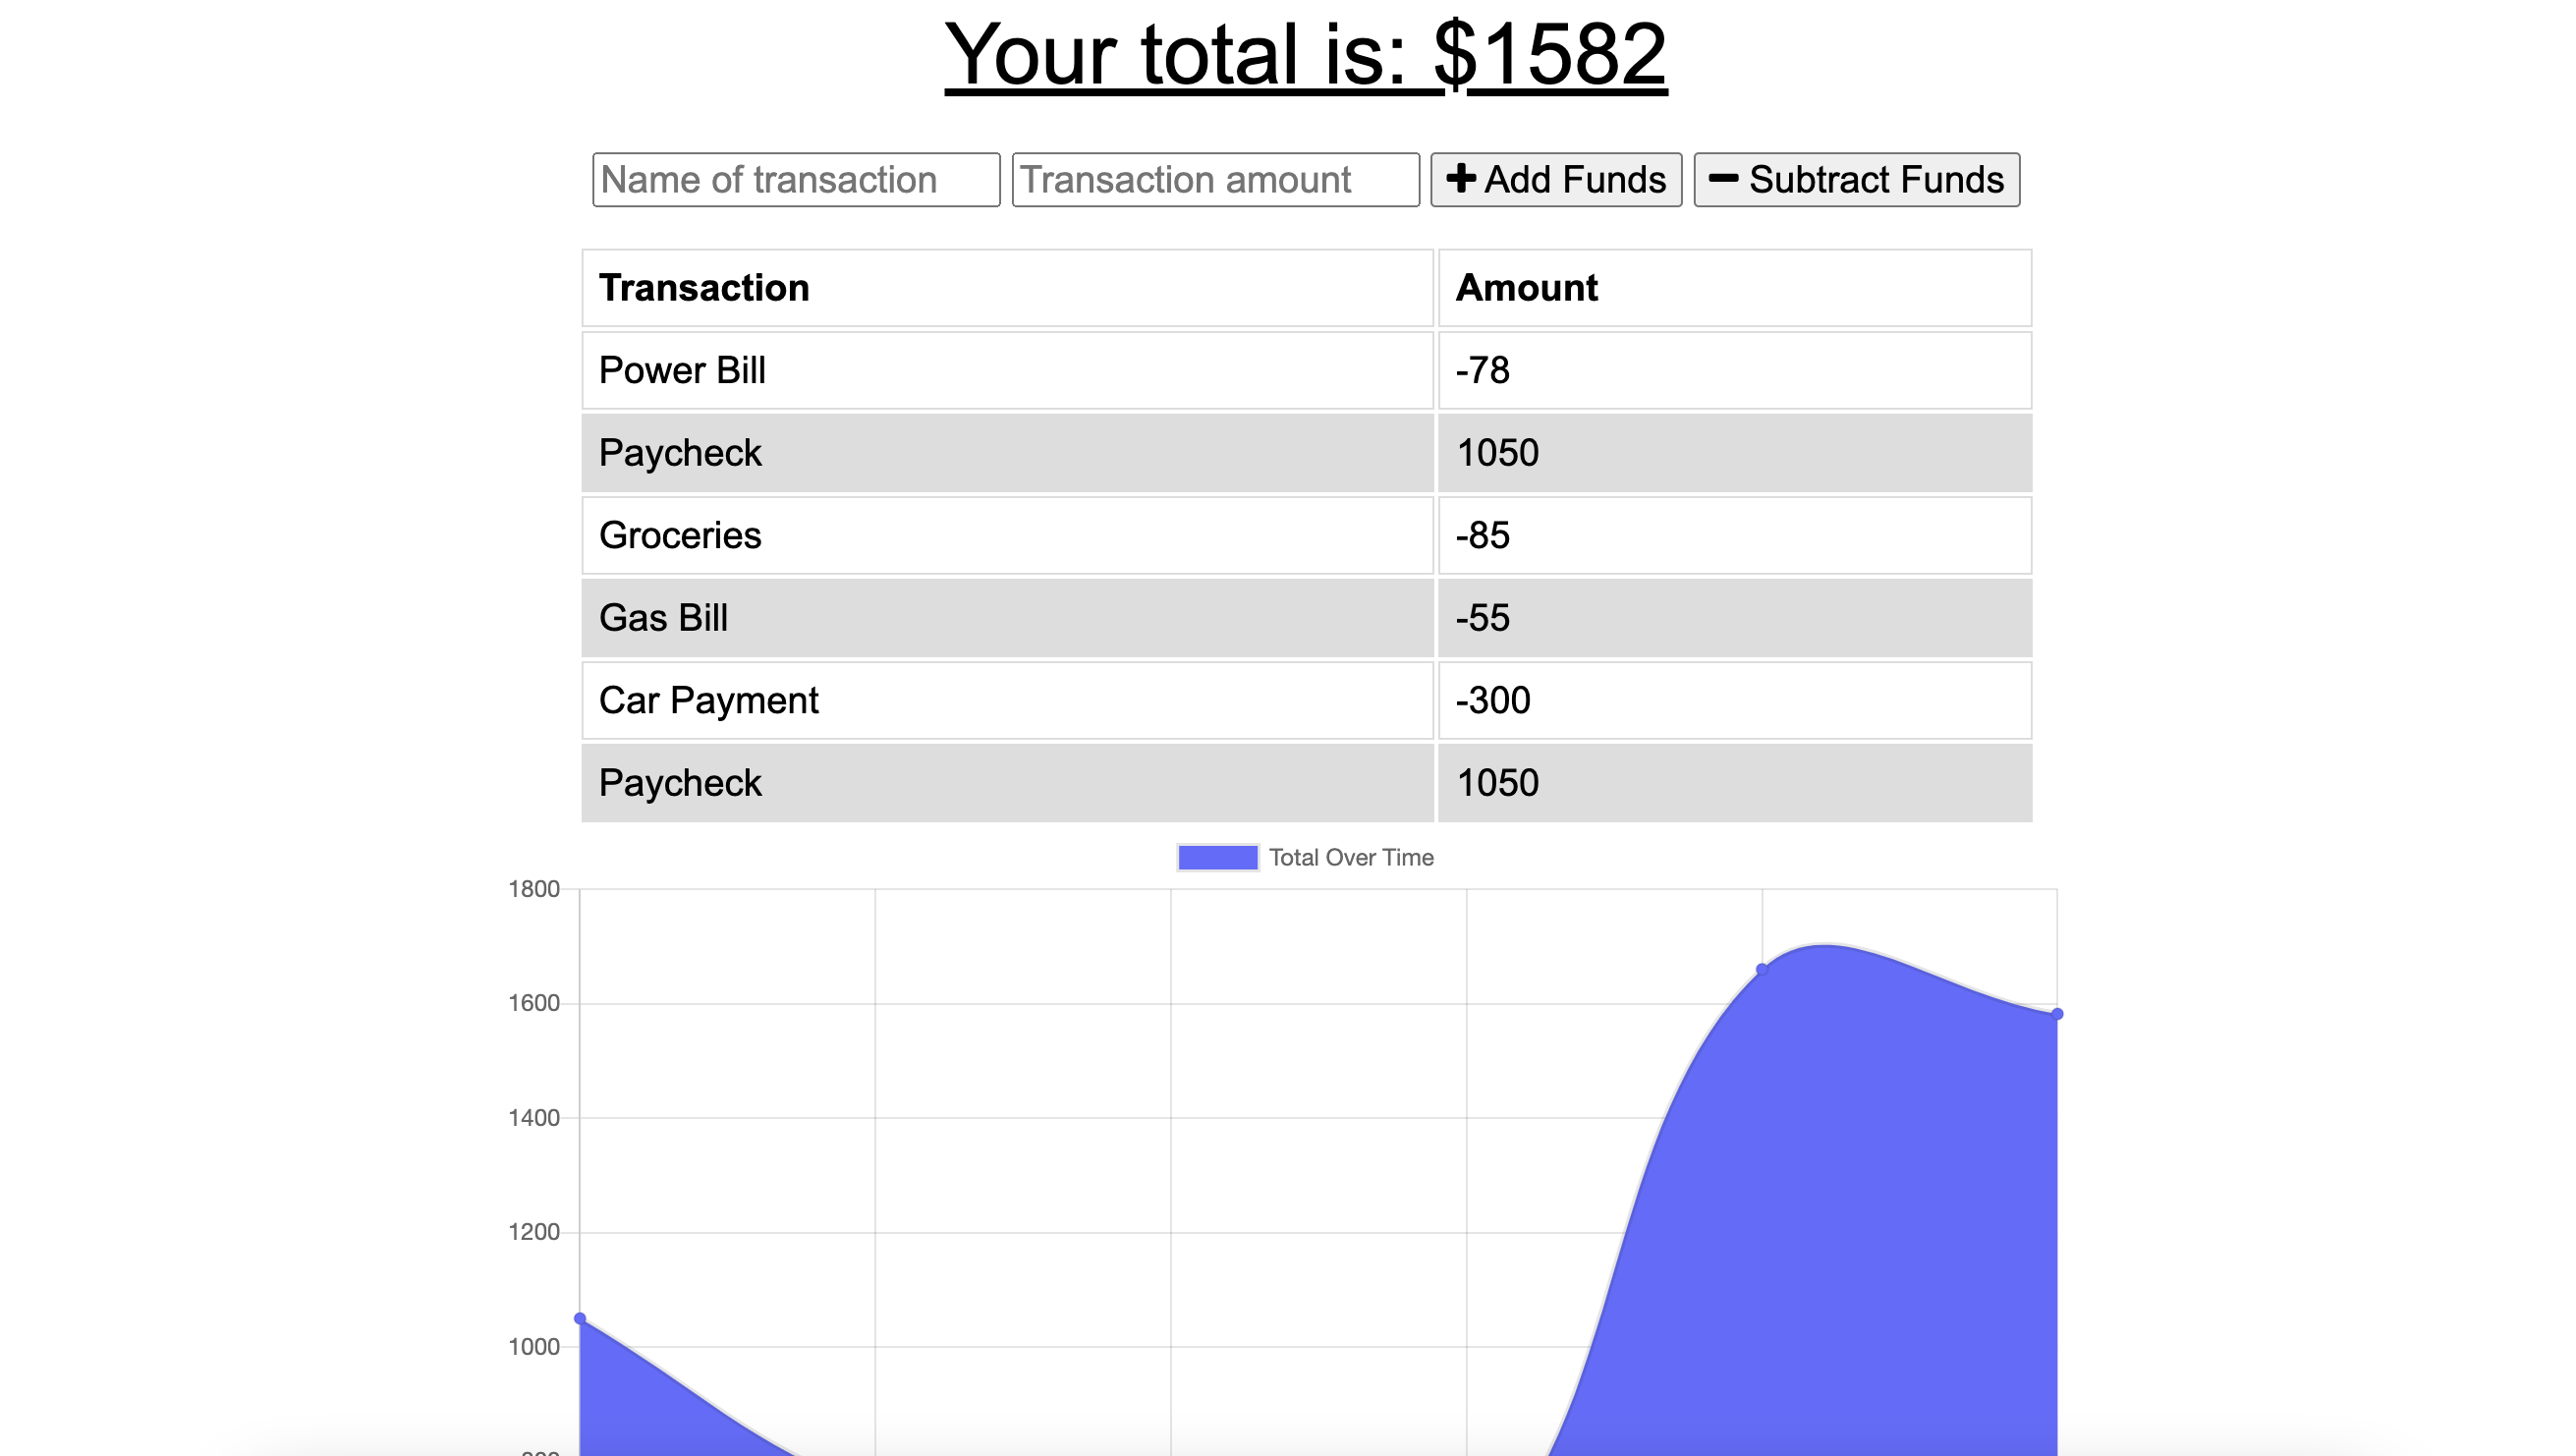 Your total is: $1582
Name of transaction Transaction amount Add Funds Subtract Funds
Transaction Amount
Power Bill -78
Paycheck 1050
Groceries -85
Gas Bill -55
Car Payment -300
Paycheck 1050
Total Over Time
1800
1600
1400
1200
1000